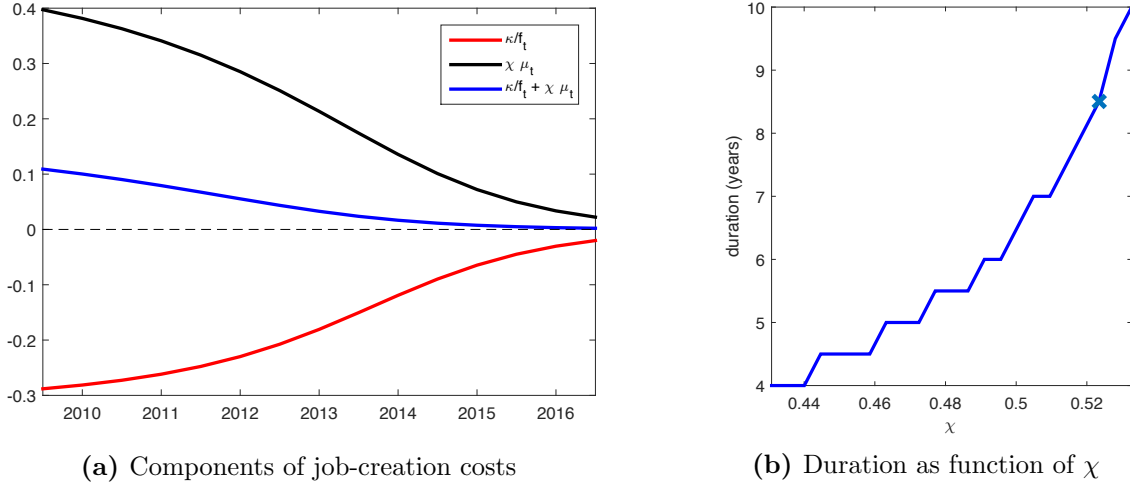 0.4
0.3
0.2
0.1
0
-0.1
-0.2
-0.3
2010 2011 2012 2013 2014 2015 2016
κ/f_t
χ μ_t
κ/f_t + χ μ_t
(a) Components of job-creation costs
10
9
8
7
6
5
4
duration (years)
0.44 0.46 0.48 0.5 0.52
χ
(b) Duration as function of χ